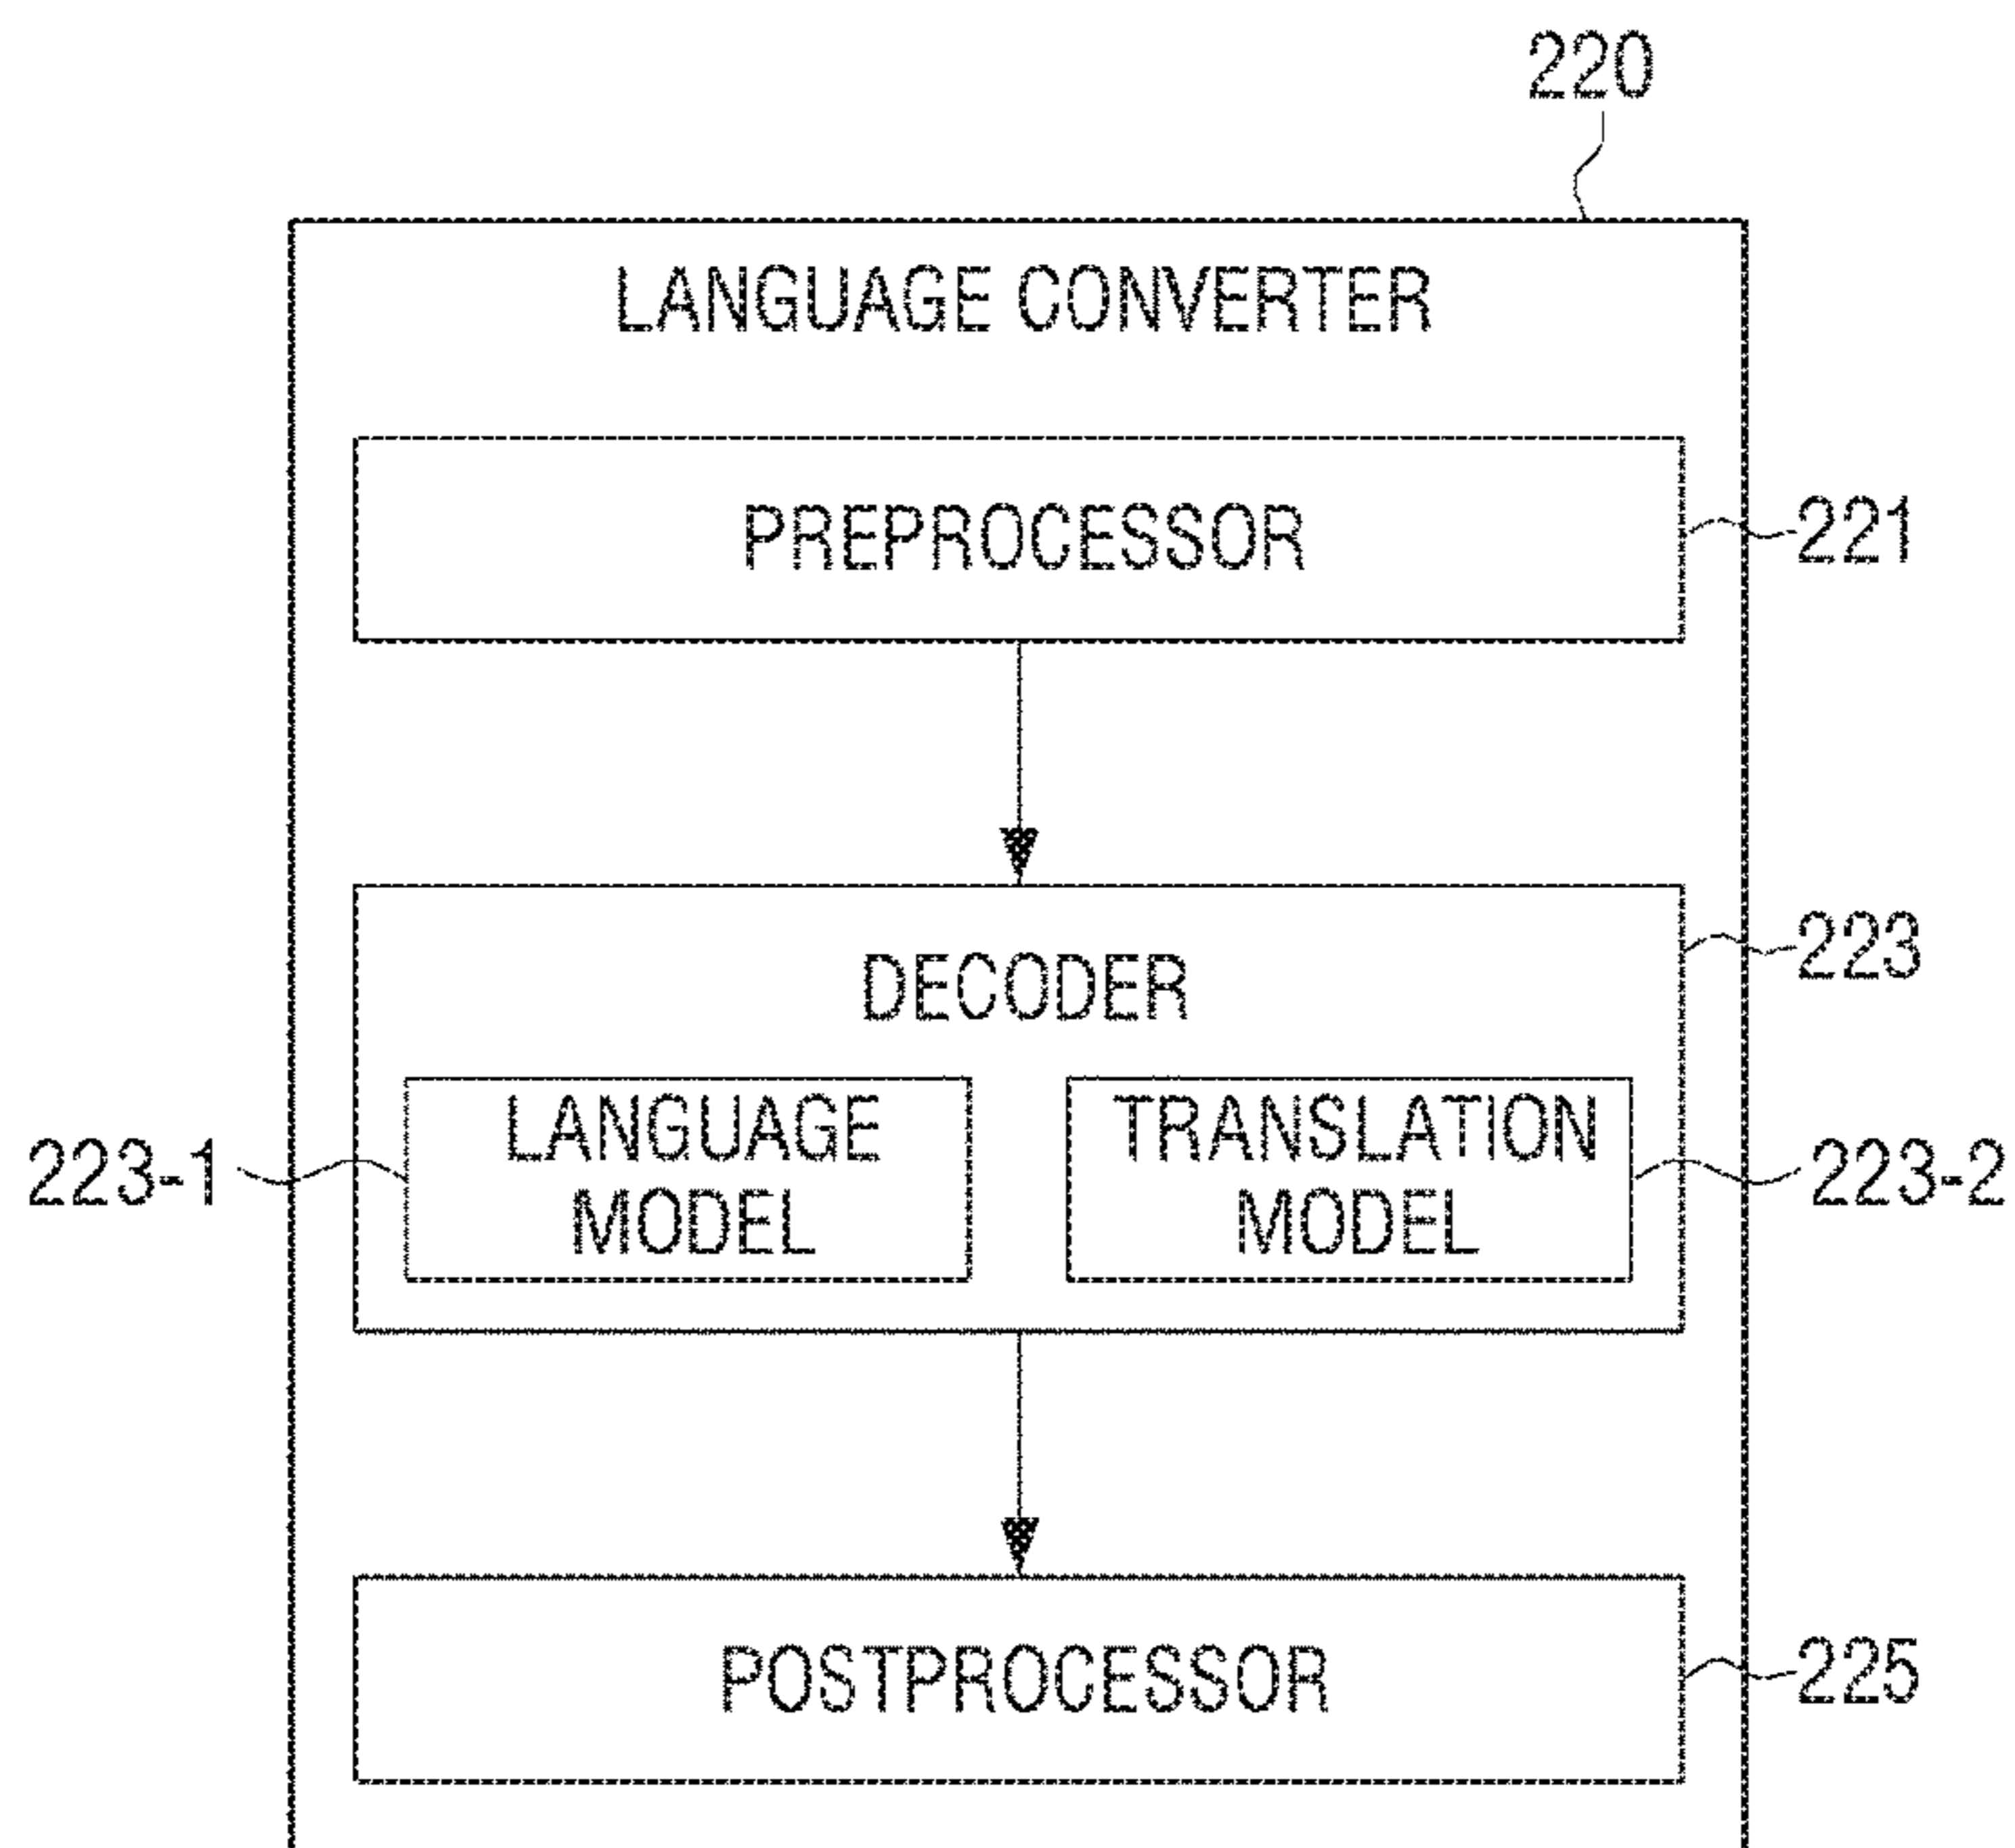 220
LANGUAGE CONVERTER
PREPROCESSOR
221
DECODER
223
LANGUAGE
MODEL
223-1
TRANSLATION
MODEL
223-2
POSTPROCESSOR
225